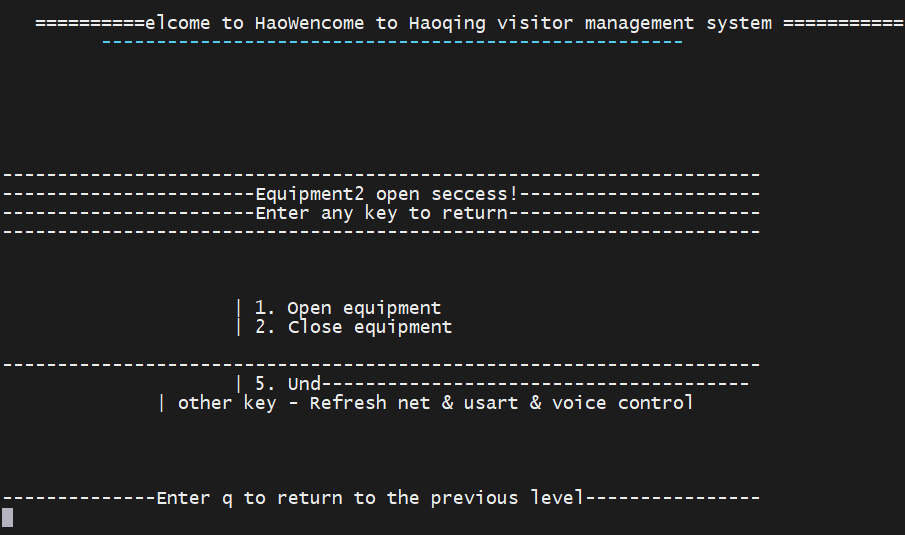 ==========elcome to HaoWencome to Haoqing visitor management system ===========
-----------------------------------------------------
---------------------------------------------------------------------
-----------------------Equipment2 open seccess!----------------------
-----------------------Enter any key to return-----------------------
---------------------------------------------------------------------
| 1. Open equipment
| 2. Close equipment
---------------------------------------------------------------------
| 5. Und---------------------------------------
| other key - Refresh net & usart & voice control
--------------Enter q to return to the previous level----------------